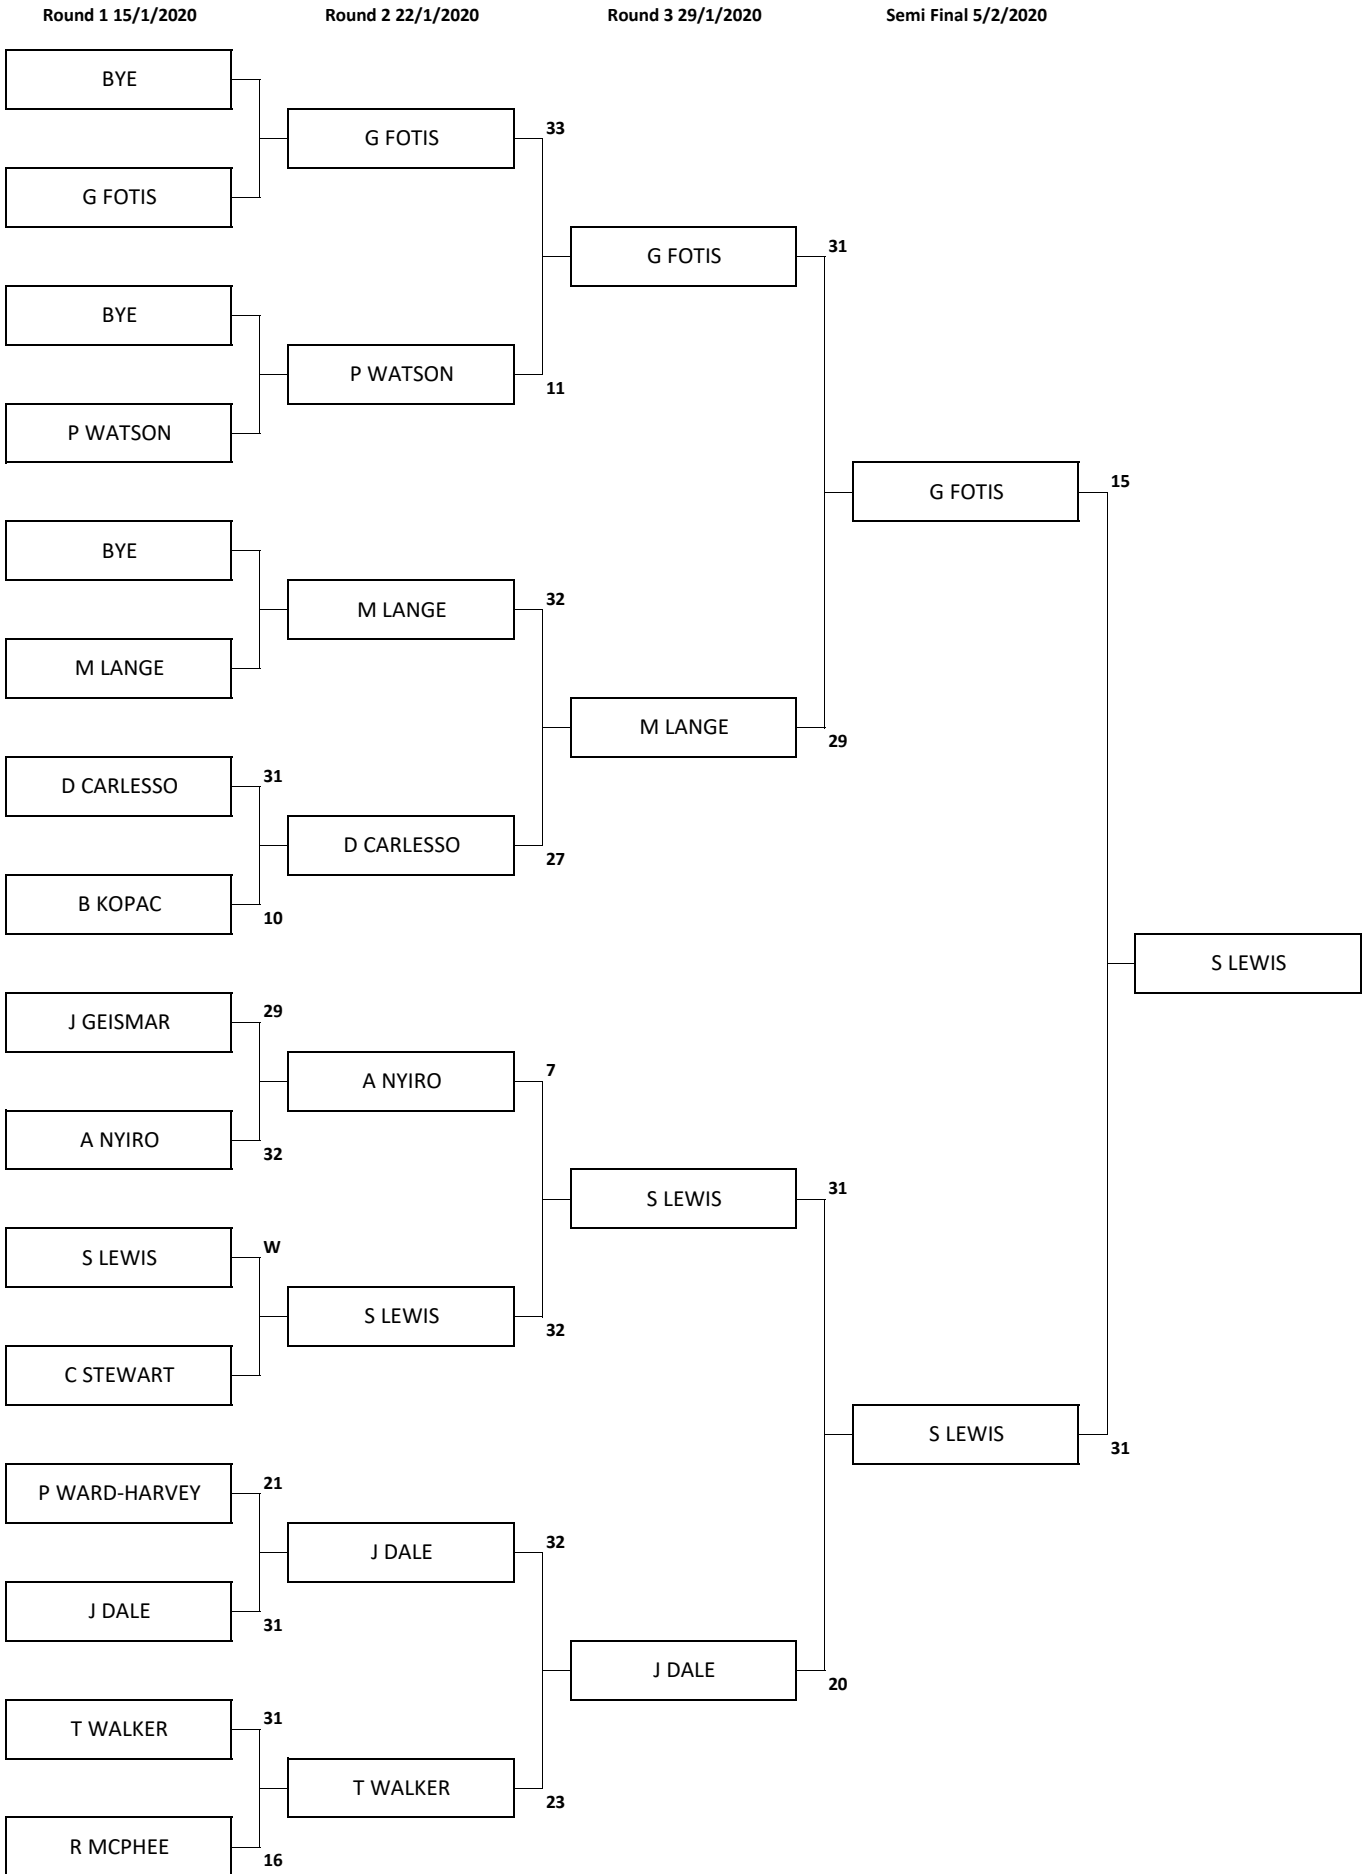 Round 1 15/1/2020 Round 2 22/1/2020 Round 3 29/1/2020 Semi Final 5/2/2020
BYE
G FOTIS 33
G FOTIS
G FOTIS 31
BYE
P WATSON 11
P WATSON
G FOTIS 15
BYE
M LANGE 32
M LANGE
M LANGE 29
D CARLESSO 31
D CARLESSO 27
B KOPAC 10
S LEWIS
J GEISMAR 29
A NYIRO 7
A NYIRO 32
S LEWIS 31
S LEWIS W
S LEWIS 32
C STEWART
S LEWIS 31
P WARD-HARVEY 21
J DALE 32
J DALE 31
J DALE 20
T WALKER 31
T WALKER 23
R MCPHEE 16